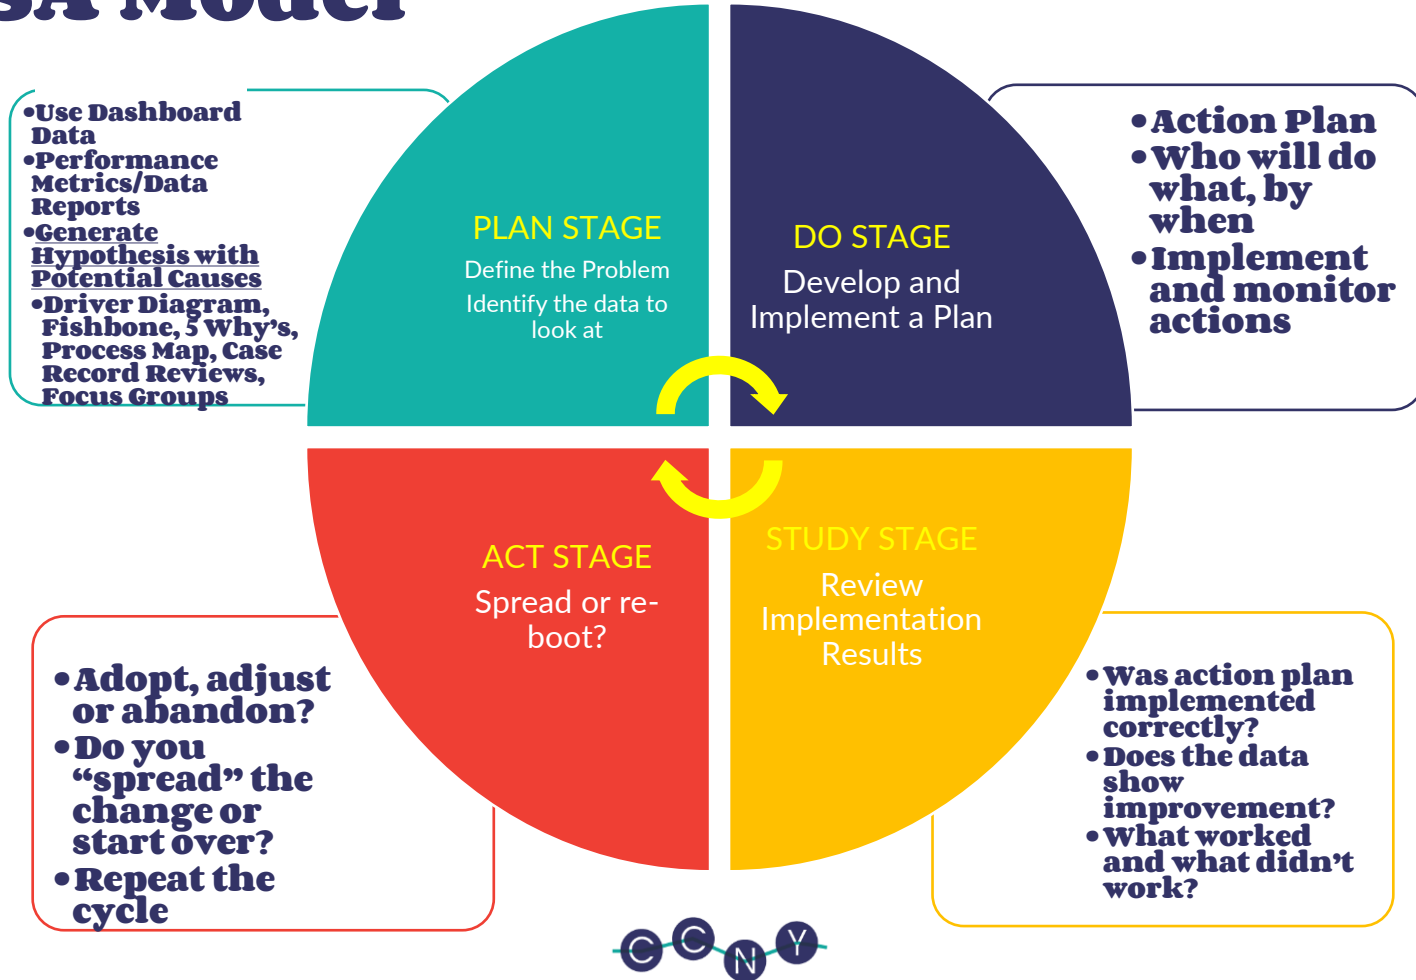 SA Model
•Use Dashboard
Data
•Performance
Metrics/Data
Reports
•Generate
Hypothesis with
Potential Causes
•Driver Diagram,
Fishbone, 5 Why’s,
Process Map, Case
Record Reviews,
Focus Groups
PLAN STAGE
Define the Problem
Identify the data to
look at
DO STAGE
Develop and
Implement a Plan
•Action Plan
•Who will do
what, by
when
•Implement
and monitor
actions
ACT STAGE
Spread or re-
boot?
STUDY STAGE
Review
Implementation
Results
•Adopt, adjust
or abandon?
•Do you
“spread” the
change or
start over?
•Repeat the
cycle
•Was action plan
implemented
correctly?
•Does the data
show
improvement?
•What worked
and what didn’t
work?
CCNY